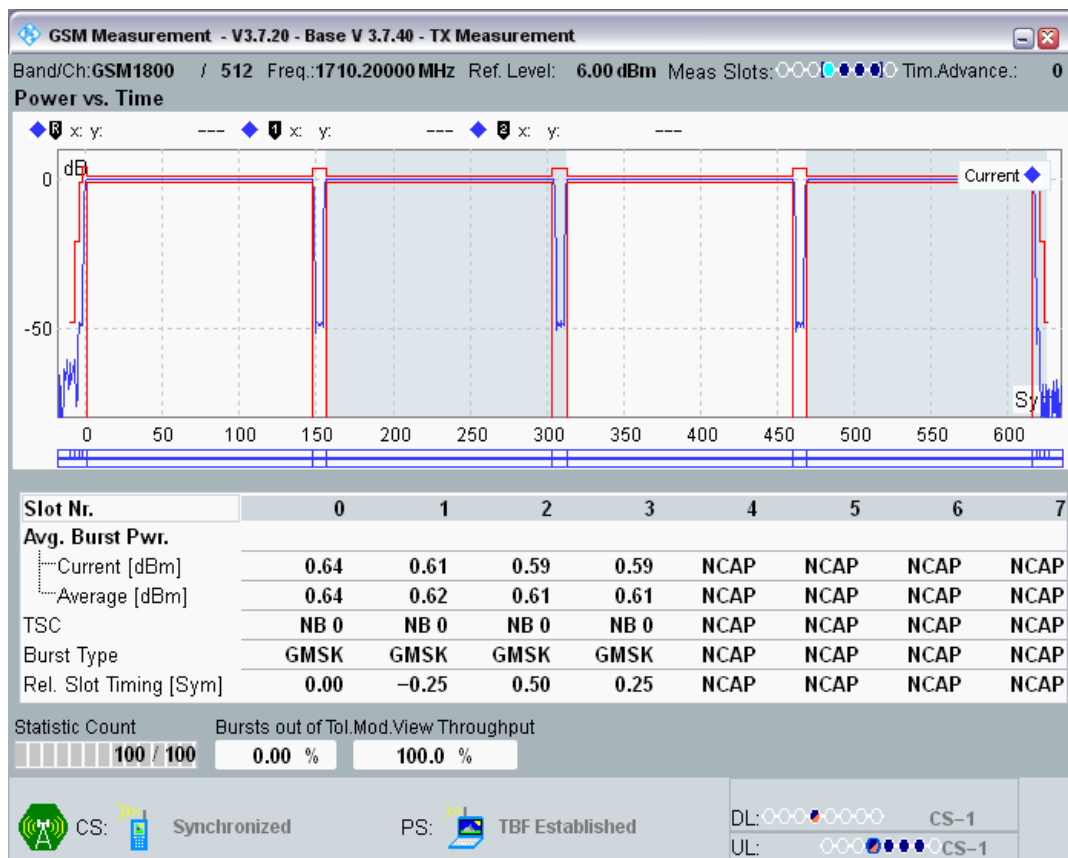 GSM Measurement - V3.7.20 - Base V 3.7.40 - TX Measurement
Band/Ch:GSM1800 / 512 Freq.:1710.20000 MHz Ref. Level: 6.00 dBm Meas Slots: Tim.Advance.: 0
Power vs. Time
R x: y: --- 1 x: y: --- 2 x: y: ---
dB
Current
0
-50
Sy
0 50 100 150 200 250 300 350 400 450 500 550 600
Slot Nr. 0 1 2 3 4 5 6 7
Avg. Burst Pwr.
Current [dBm] 0.64 0.61 0.59 0.59 NCAP NCAP NCAP NCAP
Average [dBm] 0.64 0.62 0.61 0.61 NCAP NCAP NCAP NCAP
TSC NB 0 NB 0 NB 0 NB 0 NCAP NCAP NCAP NCAP
Burst Type GMSK GMSK GMSK GMSK NCAP NCAP NCAP NCAP
Rel. Slot Timing [Sym] 0.00 −0.25 0.50 0.25 NCAP NCAP NCAP NCAP
Statistic Count Bursts out of Tol.Mod.View Throughput
100 / 100 0.00 % 100.0 %
CS: Synchronized PS: TBF Established DL: CS−1
UL: CS−1